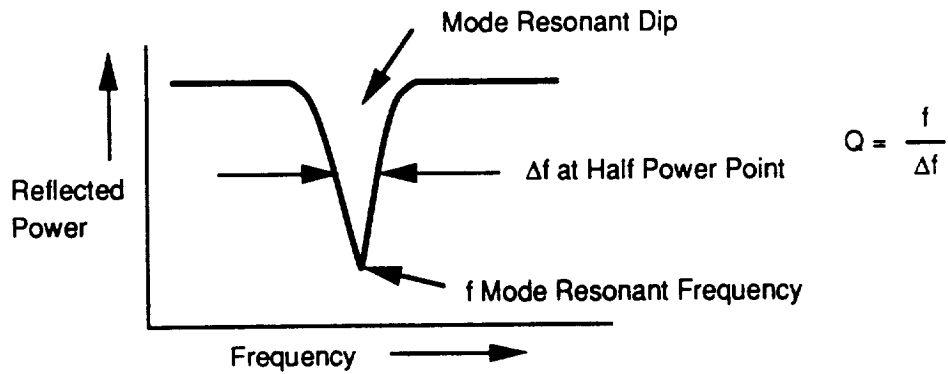 Mode Resonant Dip
Q = f / Δf
Δf at Half Power Point
Reflected
Power
f Mode Resonant Frequency
Frequency